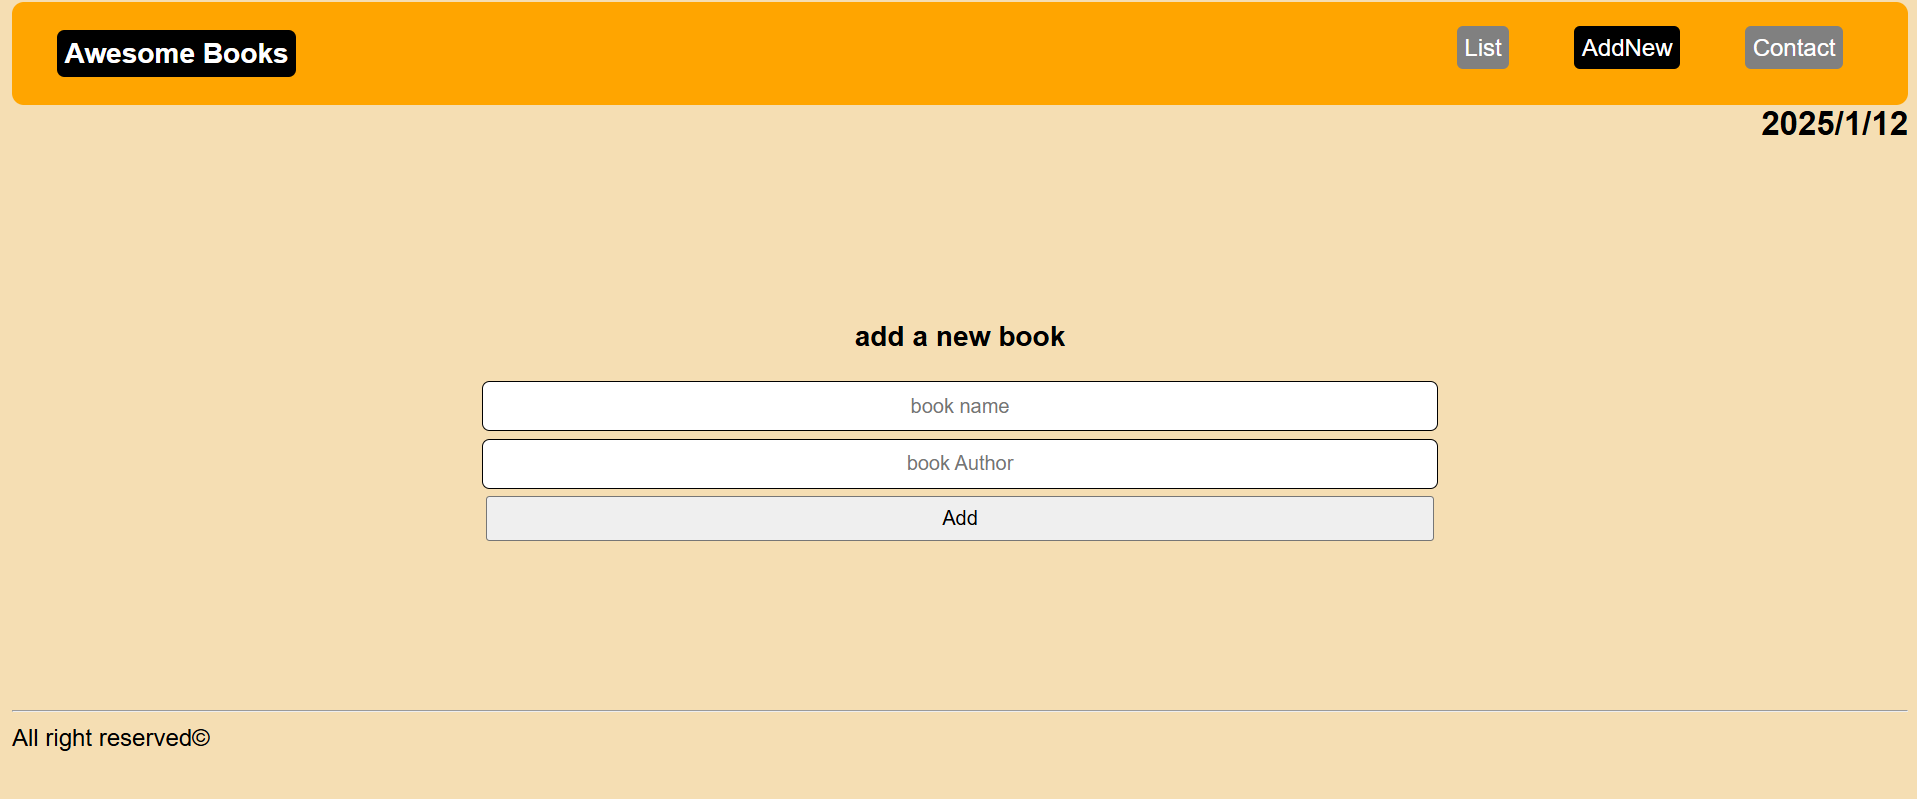 Awesome Books
List
AddNew
Contact
2025/1/12
add a new book
book name
book Author
Add
All right reserved©